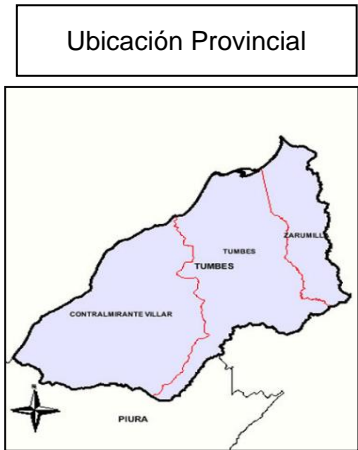 Ubicación Provincial
ZARUMILL
TUMBES
TUMBES
CONTRALMIRANTE VILLAR
N
PIURA